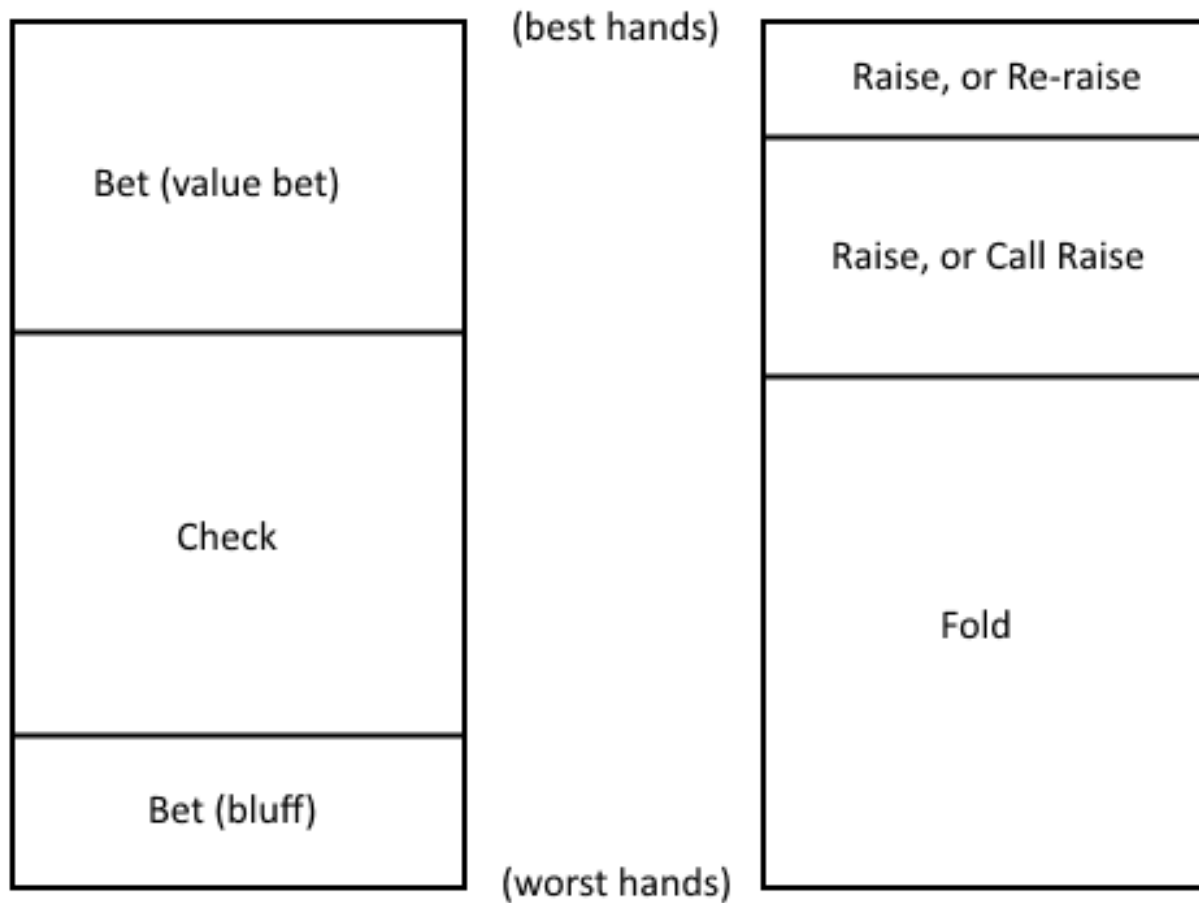 (best hands)
Bet (value bet)
Check
Bet (bluff)
Raise, or Re-raise
Raise, or Call Raise
Fold
(worst hands)